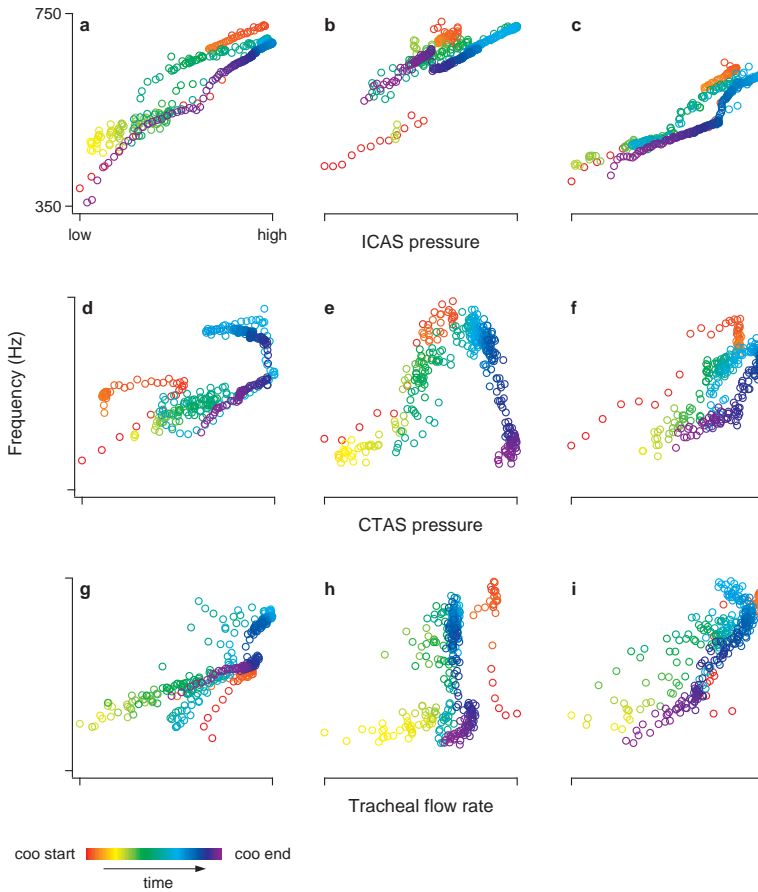 750
a
b
c
350
low
high
ICAS pressure
d
e
f
Frequency (Hz)
CTAS pressure
g
h
i
Tracheal flow rate
coo start
coo end
time